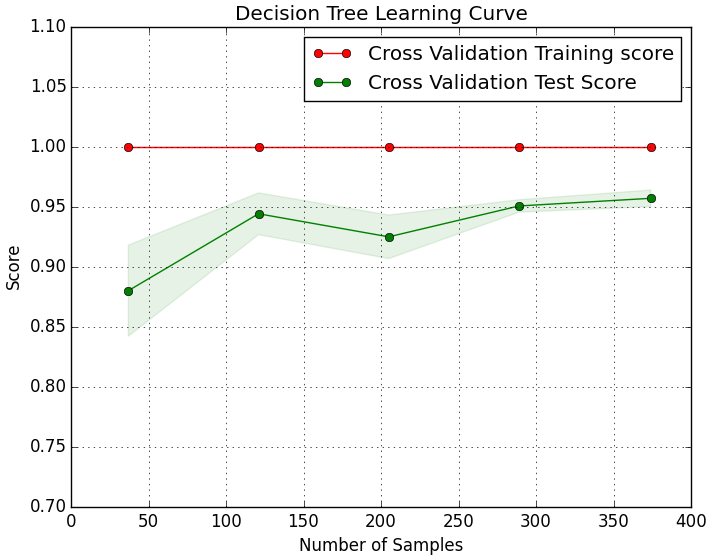 Decision Tree Learning Curve
1.10
1.05
1.00
0.95
0.90
0.85
0.80
0.75
0.70
Score
Cross Validation Training score
Cross Validation Test Score
0 50 100 150 200 250 300 350 400
Number of Samples